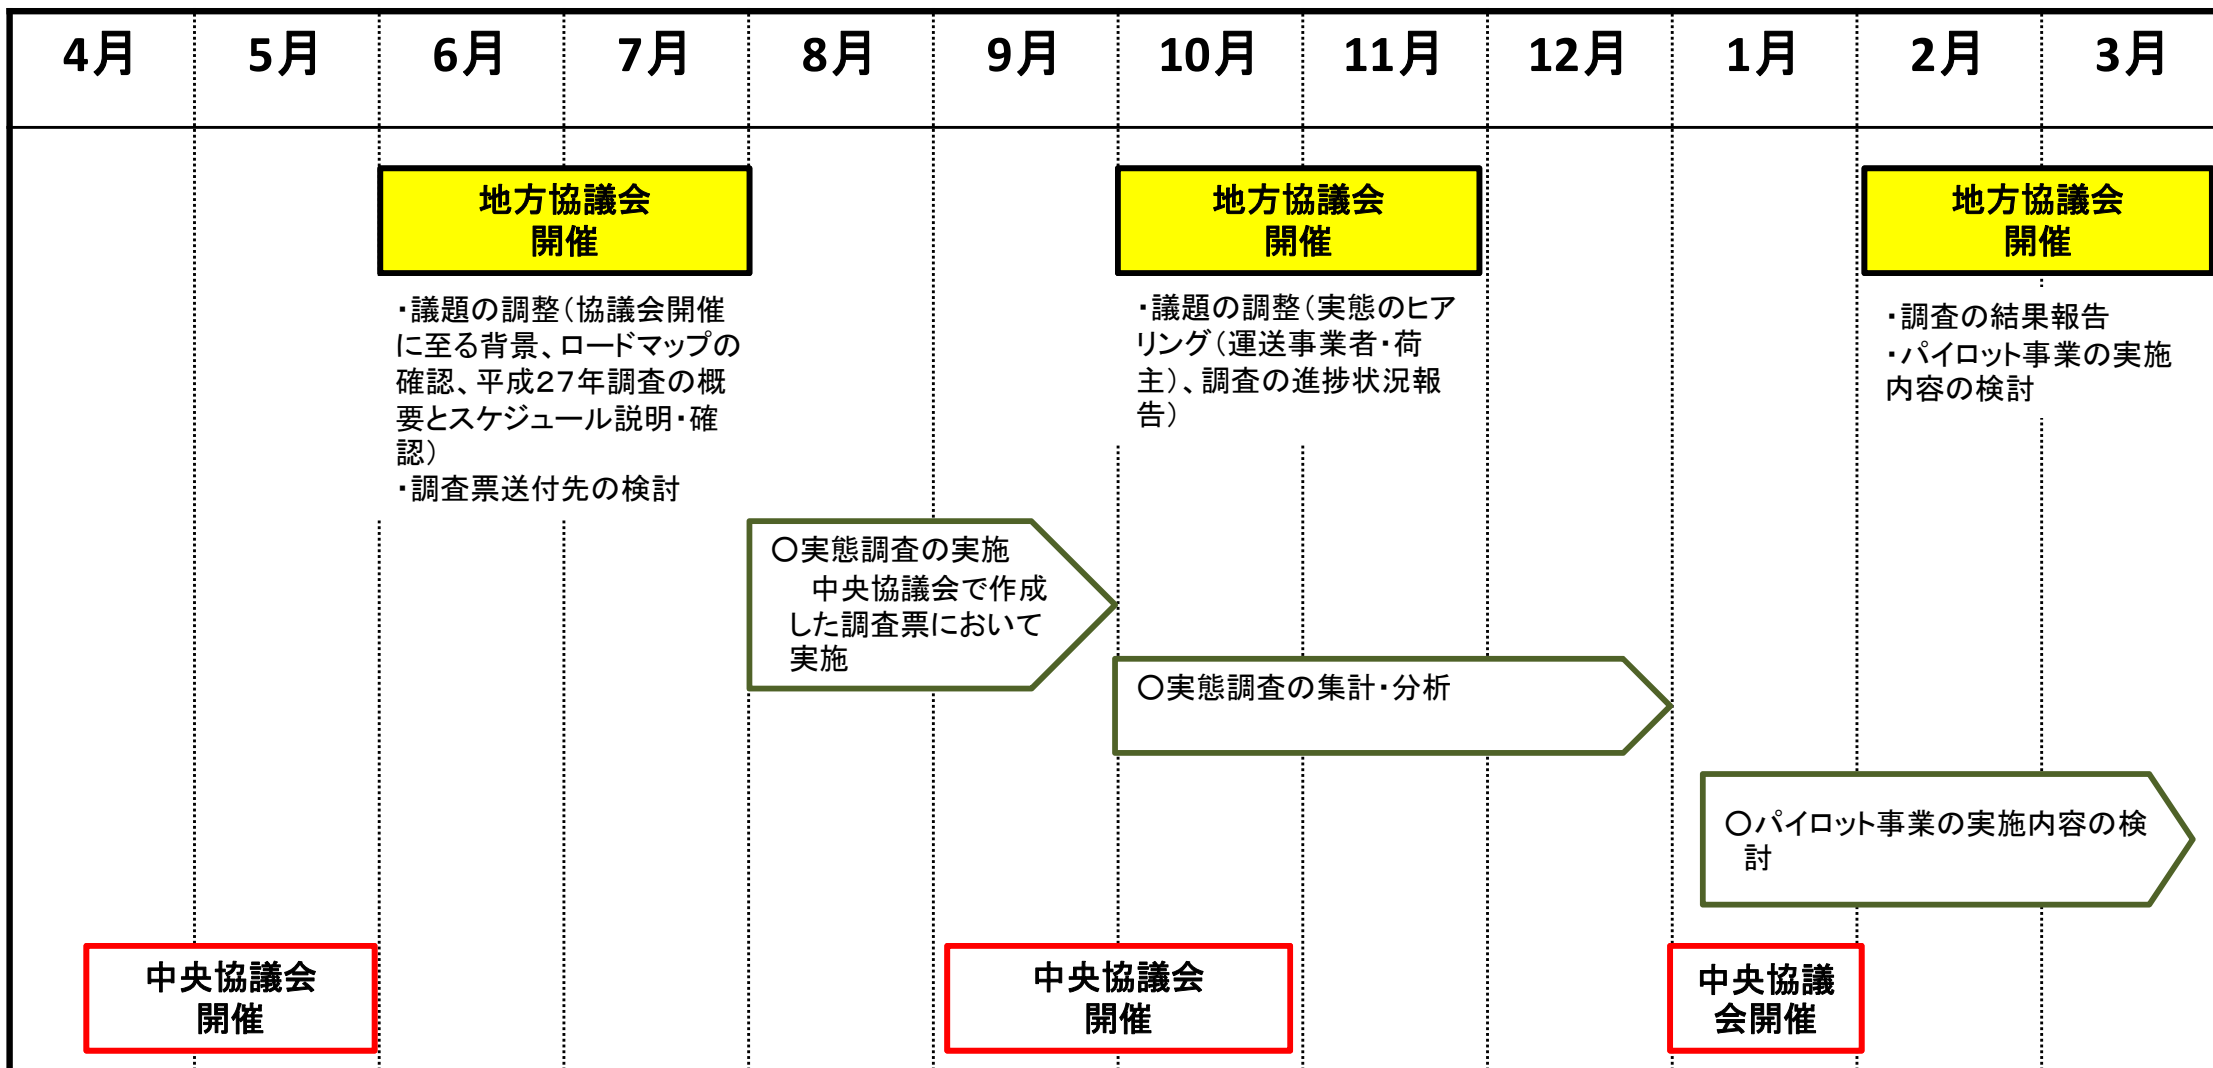 4月 5月 6月 7月 8月 9月 10月 11月 12月 1月 2月 3月
地方協議会
開催
・議題の調整(協議会開催
に至る背景、ロードマップの
確認、平成27年調査の概
要とスケジュール説明・確
認)
・調査票送付先の検討
地方協議会
開催
・議題の調整(実態のヒア
リング(運送事業者・荷
主)、調査の進捗状況報
告)
地方協議会
開催
・調査の結果報告
・パイロット事業の実施
内容の検討
〇実態調査の実施
中央協議会で作成
した調査票において
実施
〇実態調査の集計・分析
〇パイロット事業の実施内容の検
討
中央協議会
開催
中央協議会
開催
中央協議
会開催